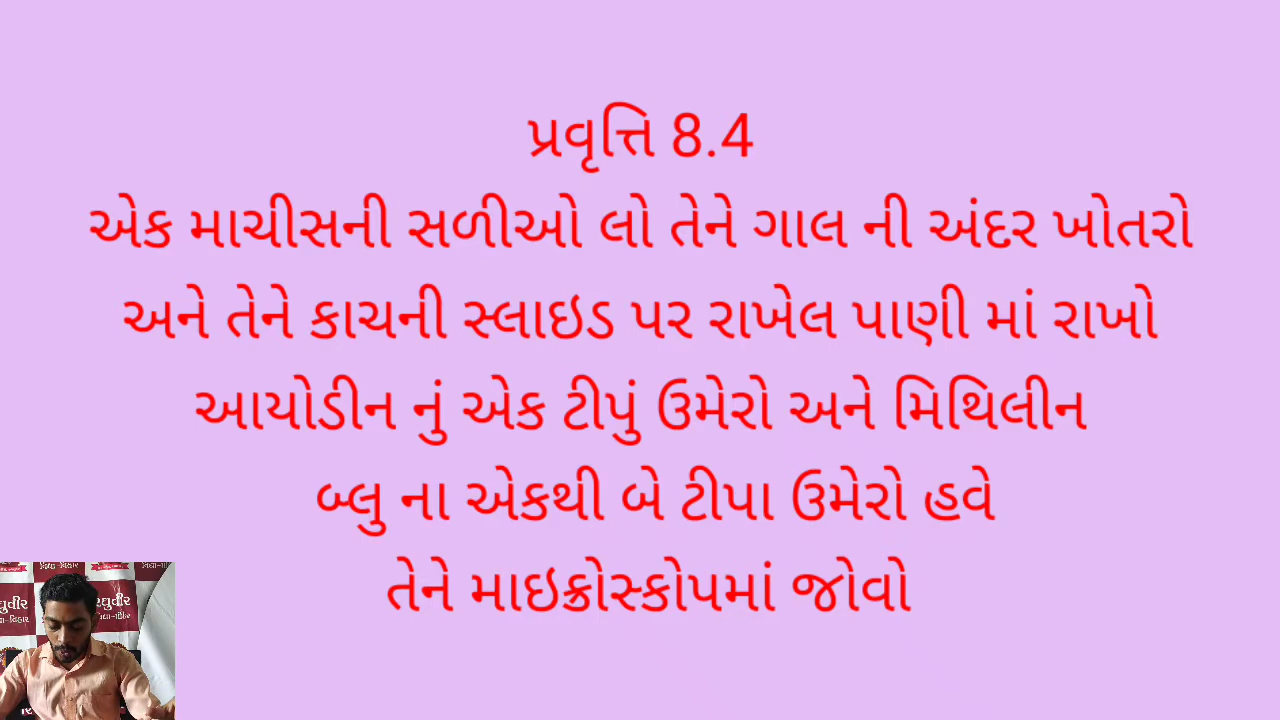 પ્રવૃત્તિ 8.4
એક માચીસની સળીઓ લો તેને ગાલ ની અંદર ખોતરો
અને તેને કાચની સ્લાઇડ પર રાખેલ પાણી માં રાખો
આયોડીન નું એક ટીપું ઉમેરો અને મિથિલીન
બ્લુ ના એકથી બે ટીપા ઉમેરો હવે
તેને માઇક્રોસ્કોપમાં જોવો